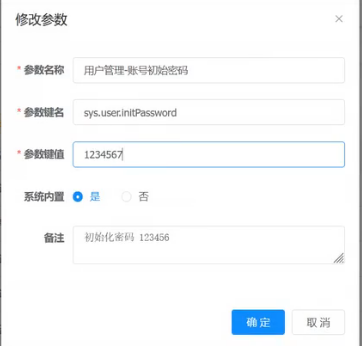 修改参数
* 参数名称 用户管理-账号初始密码
* 参数键名 sys.user.initPassword
* 参数键值 1234567
系统内置 是 否
备注 初始化密码 123456
确 定 取 消